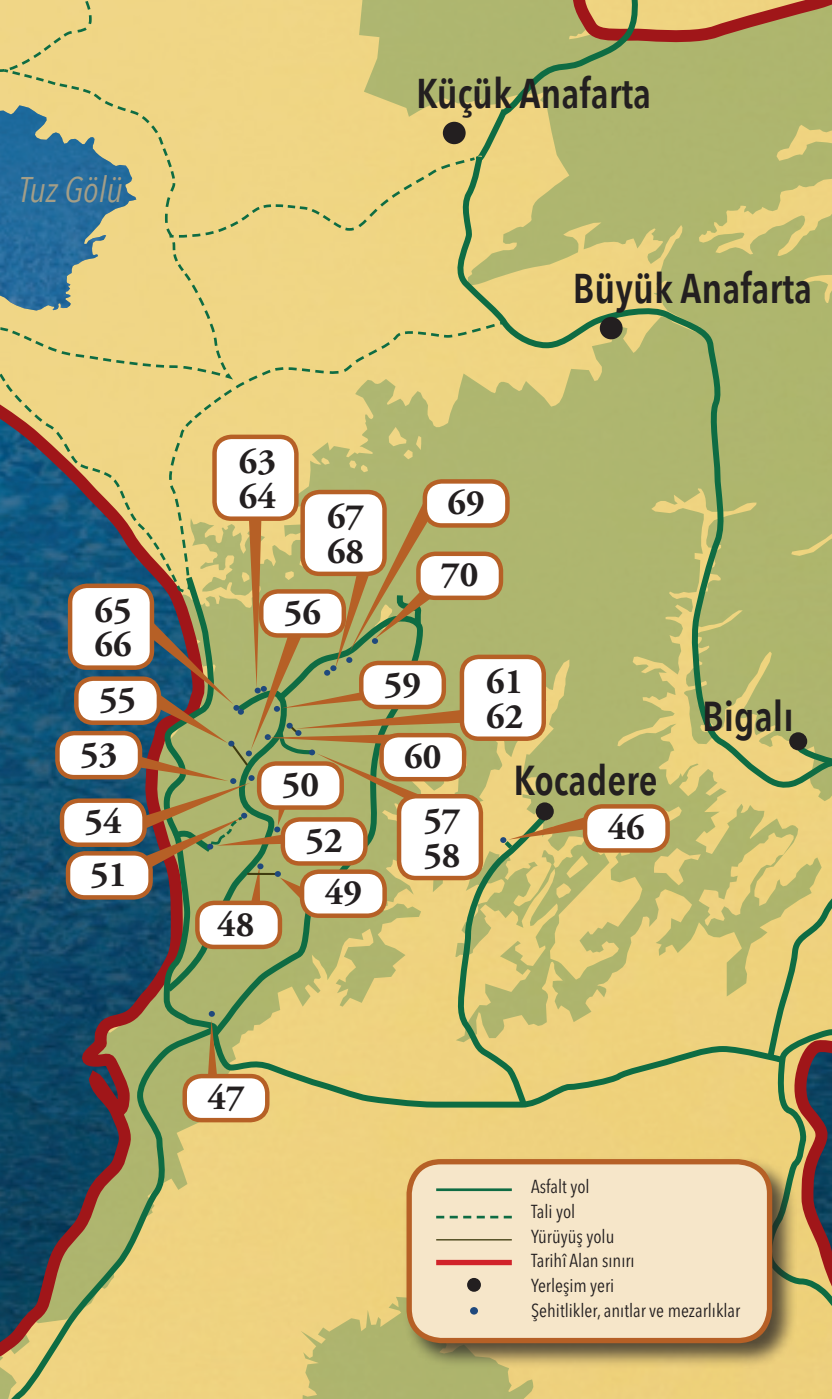 Küçük Anafarta
Tuz Gölü
Büyük Anafarta
63
64
67
68
69
70
65
66
56
59
61
62
55
Bigalı
53
60
50
Kocadere
54
57
58
46
52
51
49
48
47
Asfalt yol
Tali yol
Yürüyüş yolu
Tarihî Alan sınırı
Yerleşim yeri
Şehitlikler, anıtlar ve mezarlıklar